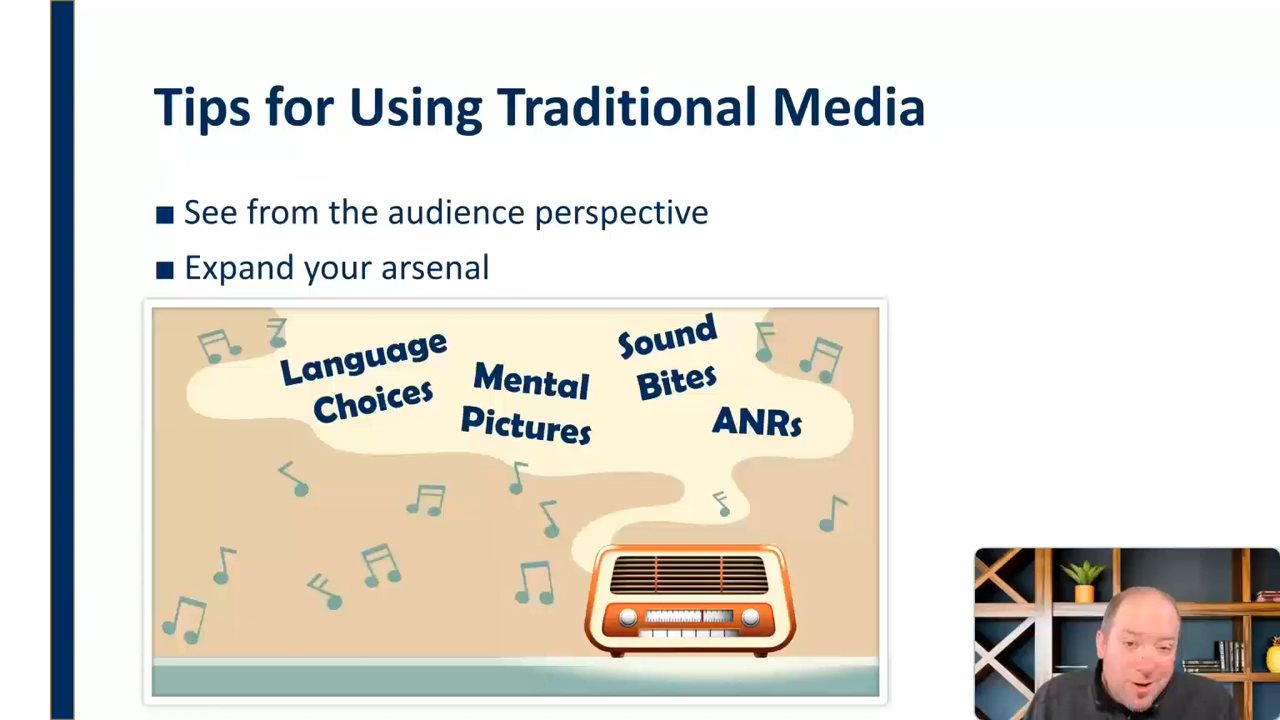 Tips for Using Traditional Media
■ See from the audience perspective
■ Expand your arsenal
Language
Choices
Mental
Pictures
Sound
Bites
ANRs